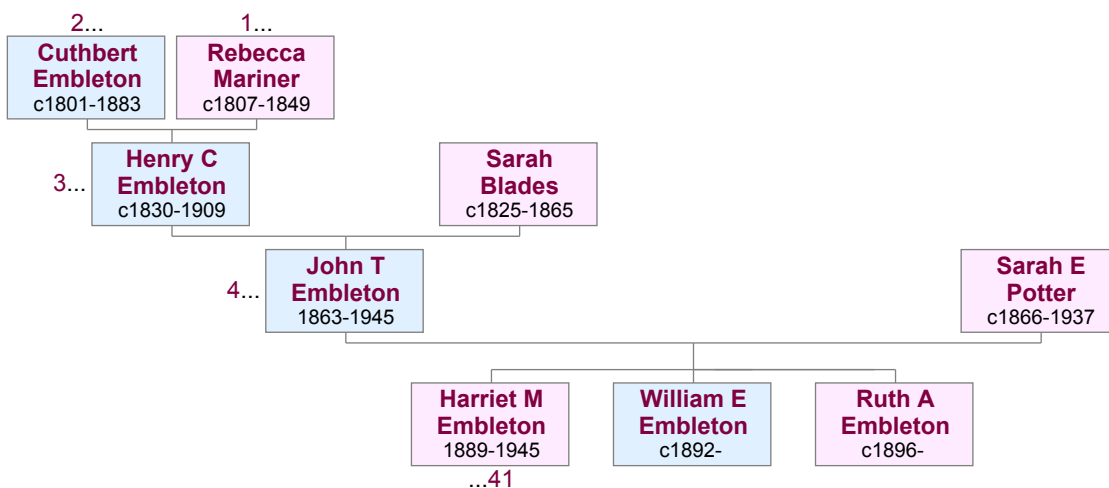 2... 1...
Cuthbert
Embleton
c1801-1883
Rebecca
Mariner
c1807-1849
3...
Henry C
Embleton
c1830-1909
Sarah
Blades
c1825-1865
4...
John T
Embleton
1863-1945
Sarah E
Potter
c1866-1937
Harriet M
Embleton
1889-1945
William E
Embleton
c1892-
Ruth A
Embleton
c1896-
...41